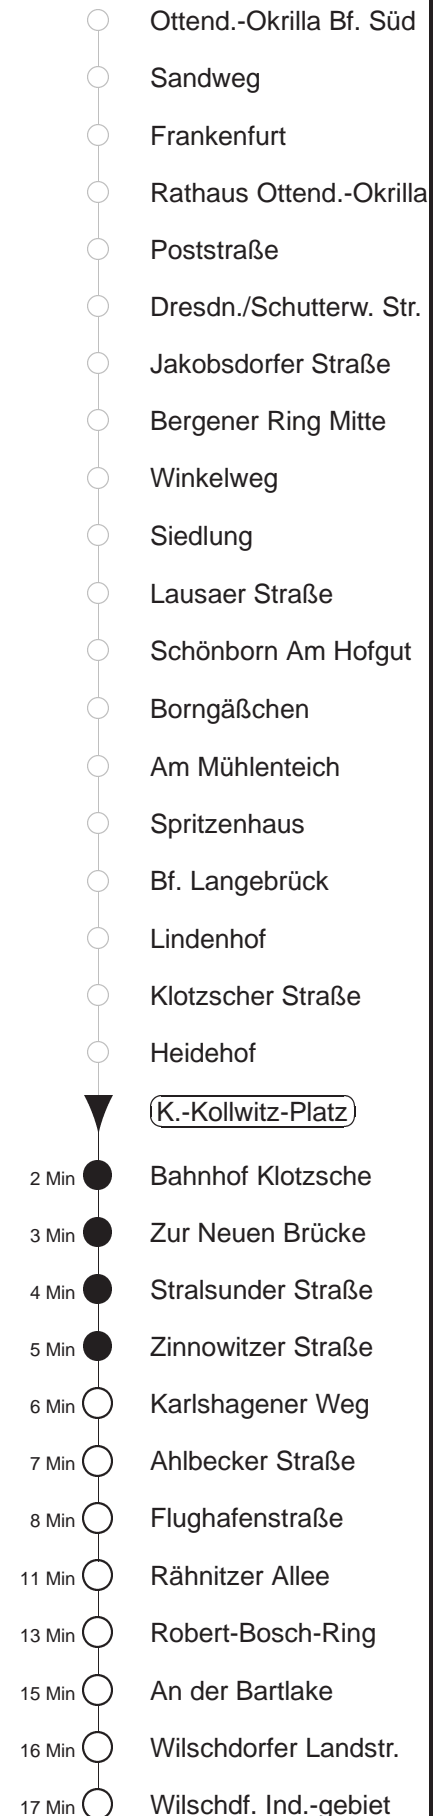 Ottend.-Okrilla Bf. Süd
Sandweg
Frankenfurt
Rathaus Ottend.-Okrilla
Poststraße
Dresdn./Schutterw. Str.
Jakobsdorfer Straße
Bergener Ring Mitte
Winkelweg
Siedlung
Lausaer Straße
Schönborn Am Hofgut
Borngäßchen
Am Mühlenteich
Spritzenhaus
Bf. Langebrück
Lindenhof
Klotzscher Straße
Heidehof
K.-Kollwitz-Platz
2 Min Bahnhof Klotzsche
3 Min Zur Neuen Brücke
4 Min Stralsunder Straße
5 Min Zinnowitzer Straße
6 Min Karlshagener Weg
7 Min Ahlbecker Straße
8 Min Flughafenstraße
11 Min Rähnitzer Allee
13 Min Robert-Bosch-Ring
15 Min An der Bartlake
16 Min Wilschdorfer Landstr.
17 Min Wilschdf. Ind.-gebiet